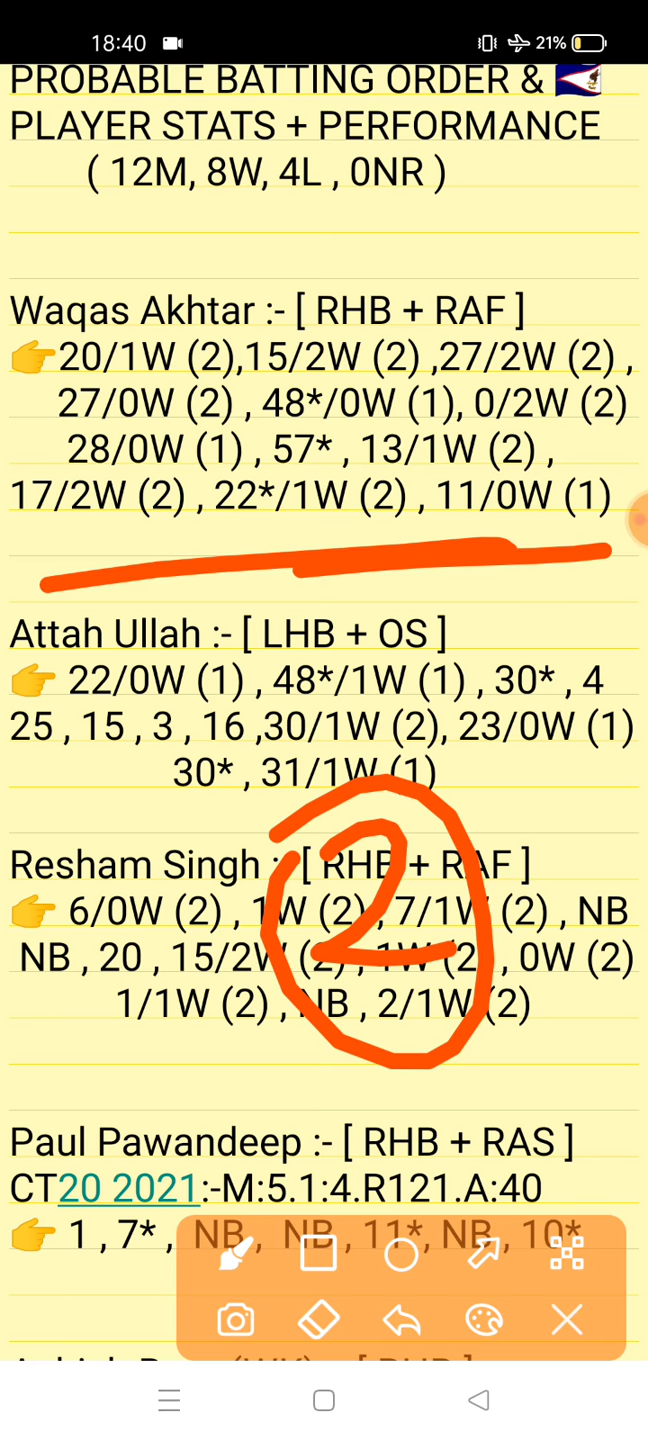 18:40
21%
PROBABLE BATTING ORDER & 🇦🇸
PLAYER STATS + PERFORMANCE
( 12M, 8W, 4L , 0NR )
Waqas Akhtar :- [ RHB + RAF ]
👉20/1W (2),15/2W (2) ,27/2W (2) ,
27/0W (2) , 48*/0W (1), 0/2W (2)
28/0W (1) , 57* , 13/1W (2) ,
17/2W (2) , 22*/1W (2) , 11/0W (1)
Attah Ullah :- [ LHB + OS ]
👉 22/0W (1) , 48*/1W (1) , 30* , 4
25 , 15 , 3 , 16 ,30/1W (2), 23/0W (1)
30* , 31/1W (1)
Resham Singh :- [ RHB + RAF ]
👉 6/0W (2) , 1W (2) , 7/1W (2) , NB
NB , 20 , 15/2W (2) , 1W (2) , 0W (2)
1/1W (2) , NB , 2/1W (2)
2
Paul Pawandeep :- [ RHB + RAS ]
CT20 2021:-M:5.1:4.R121.A:40
👉 1 , 7* , NB , NB , 11*, NB , 10*